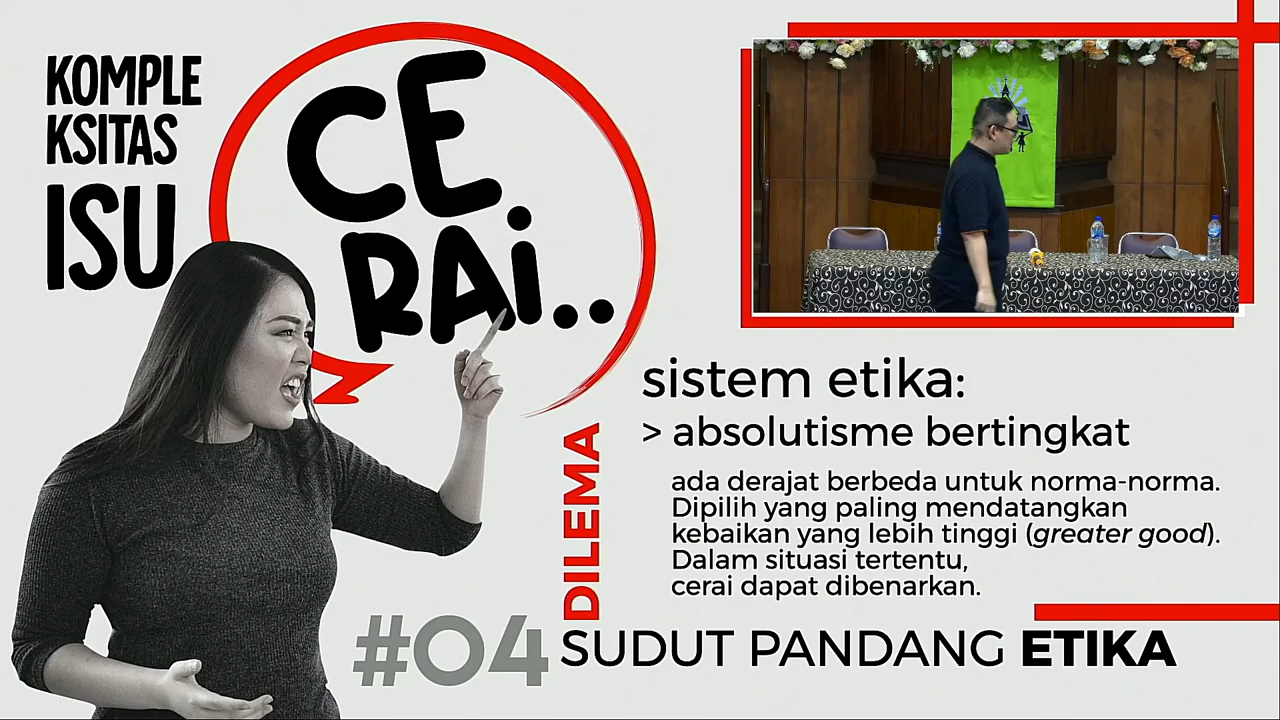 KOMPLE
KSITAS
ISU
CE
RAi..
sistem etika:
> absolutisme bertingkat
ada derajat berbeda untuk norma-norma.
Dipilih yang paling mendatangkan
kebaikan yang lebih tinggi (greater good).
Dalam situasi tertentu,
cerai dapat dibenarkan.
DILEMA
#04 SUDUT PANDANG ETIKA